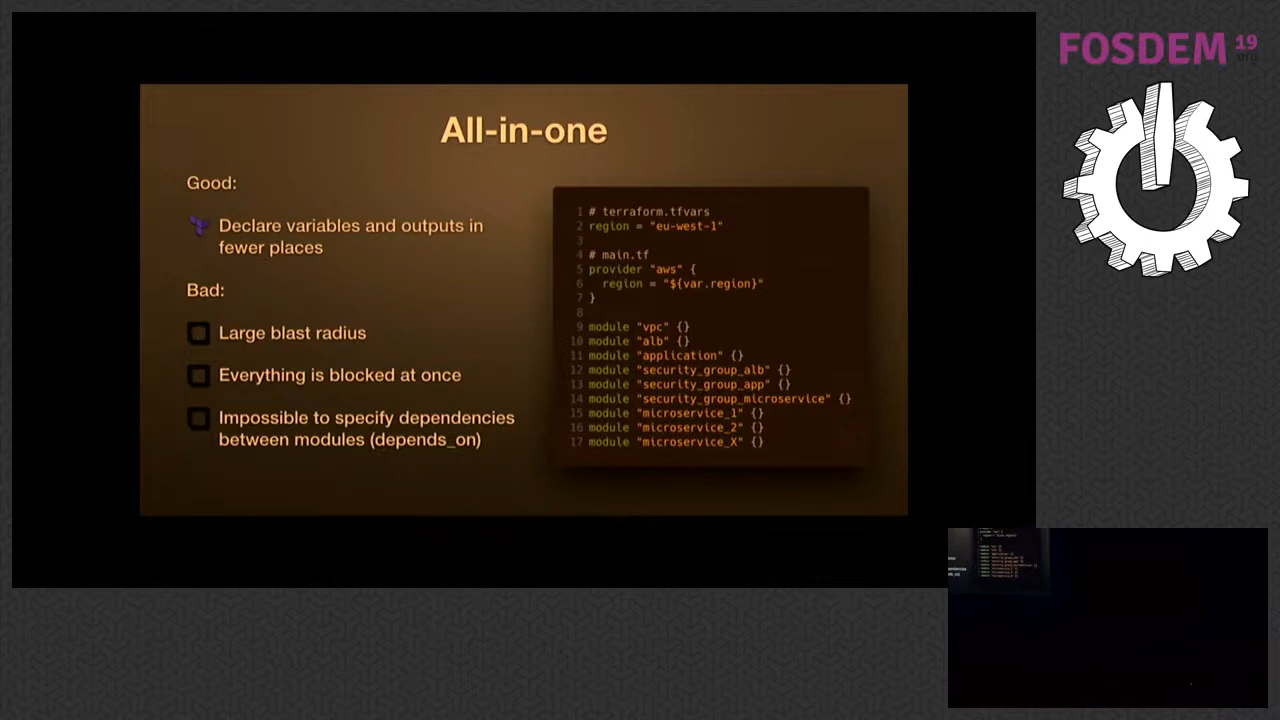 FOSDEM 19
.org
All-in-one
Good:
Declare variables and outputs in
fewer places
Bad:
Large blast radius
Everything is blocked at once
Impossible to specify dependencies
between modules (depends_on)
1 # terraform.tfvars
2 region = "eu-west-1"
3
4 # main.tf
5 provider "aws" {
6 region = "${var.region}"
7 }
8
9 module "vpc" {}
10 module "alb" {}
11 module "application" {}
12 module "security_group_alb" {}
13 module "security_group_app" {}
14 module "security_group_microservice" {}
15 module "microservice_1" {}
16 module "microservice_2" {}
17 module "microservice_X" {}